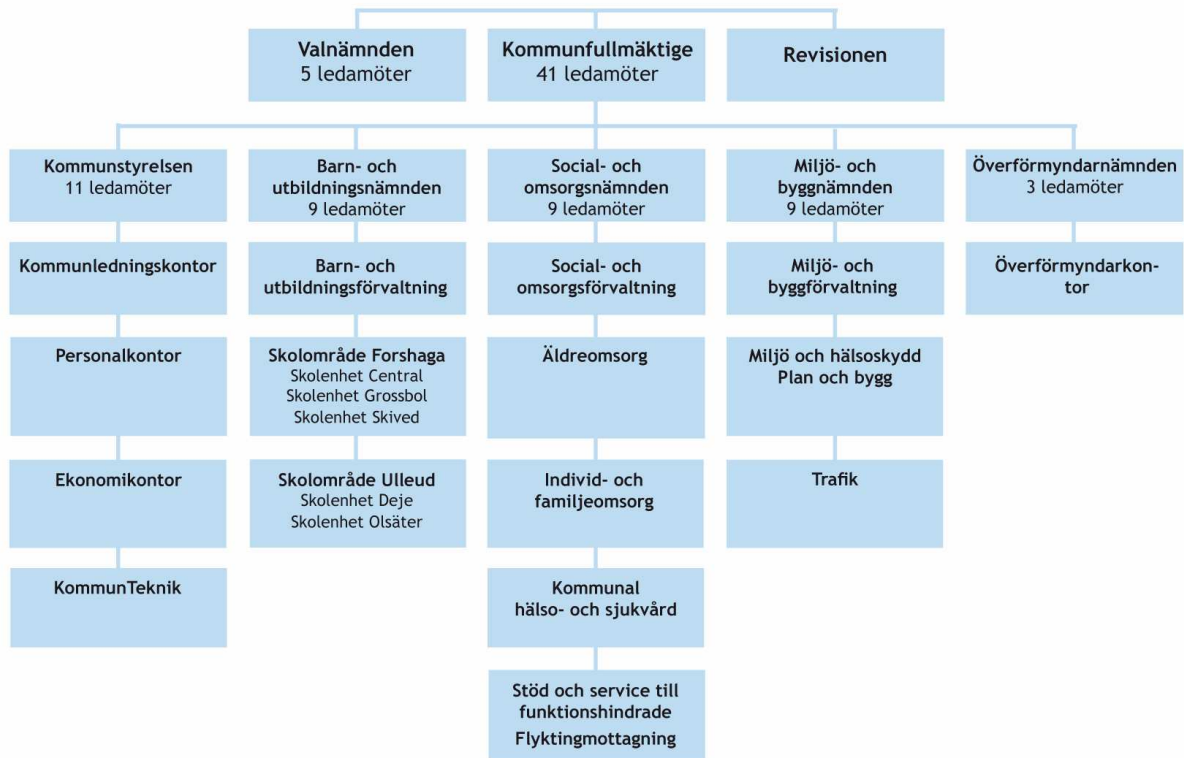 Valnämnden
5 ledamöter
Kommunfullmäktige
41 ledamöter
Revisionen
Kommunstyrelsen
11 ledamöter
Barn- och
utbildningsnämnden
9 ledamöter
Social- och
omsorgsnämnden
9 ledamöter
Miljö- och
byggnämnden
9 ledamöter
Överförmyndarnämnden
3 ledamöter
Kommunledningskontor
Barn- och
utbildningsförvaltning
Social- och
omsorgsförvaltning
Miljö- och
byggförvaltning
Överförmyndarkon-
tor
Personalkontor
Skolområde Forshaga
Skolenhet Central
Skolenhet Grossbol
Skolenhet Skived
Äldreomsorg
Miljö och hälsoskydd
Plan och bygg
Ekonomikontor
Skolområde Ulleud
Skolenhet Deje
Skolenhet Olsäter
Individ- och
familjeomsorg
Trafik
KommunTeknik
Kommunal
hälso- och sjukvård
Stöd och service till
funktionshindrade
Flyktingmottagning